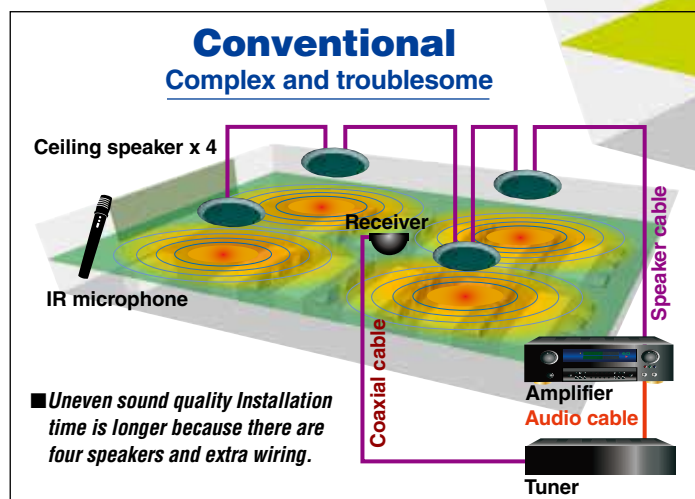 Conventional
Complex and troublesome
Ceiling speaker x 4
Receiver
IR microphone
Speaker cable
Coaxial cable
Amplifier
Audio cable
Tuner
■Uneven sound quality Installation
time is longer because there are
four speakers and extra wiring.